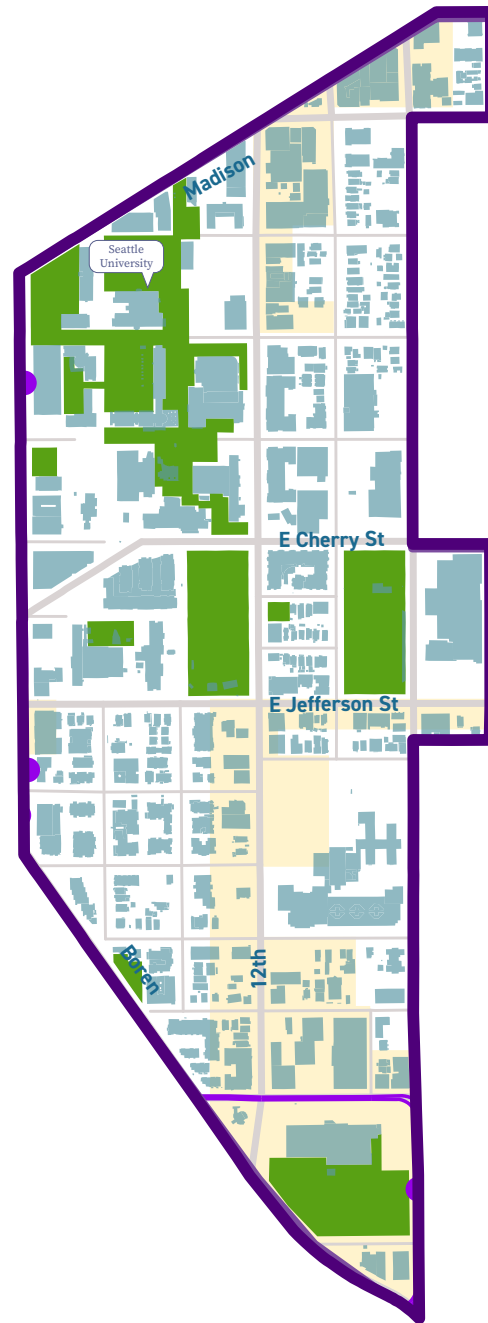 Madison
Seattle
University
E Cherry St
E Jefferson St
12th
Boren